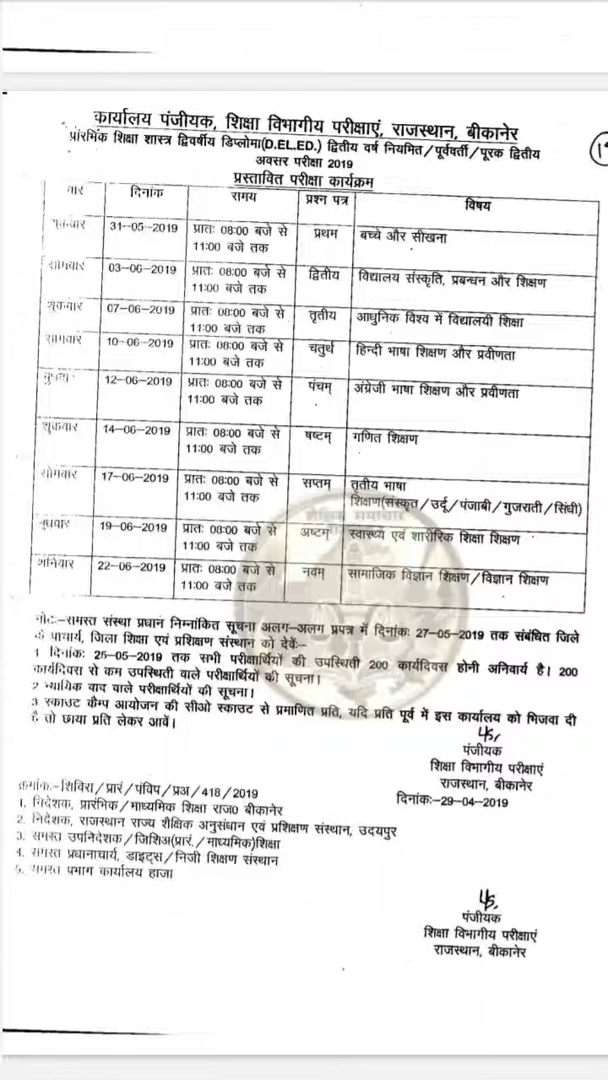 कार्यालय पंजीयक, शिक्षा विभागीय परीक्षाएं, राजस्थान, बीकानेर
प्रांरभिक शिक्षा शास्त्र द्विवर्षीय डिप्लोमा(D.EL.ED.) द्वितीय वर्ष नियमित/पूर्ववर्ती/पूरक द्वितीय
अवसर परीक्षा 2019
प्रस्तावित परीक्षा कार्यक्रम
वार दिनांक समय प्रश्न पत्र विषय
शुक्रवार 31-05-2019 प्रातः 08:00 बजे से प्रथम बच्चे और सीखना
11:00 बजे तक
सोमवार 03-06-2019 प्रातः 08:00 बजे से द्वितीय विद्यालय संस्कृति, प्रबन्धन और शिक्षण
11:00 बजे तक
शुक्रवार 07-06-2019 प्रातः 08:00 बजे से तृतीय आधुनिक विश्व में विद्यालयी शिक्षा
11:00 बजे तक
सोमवार 10-06-2019 प्रातः 08:00 बजे से चतुर्थ हिन्दी भाषा शिक्षण और प्रवीणता
11:00 बजे तक
12-06-2019 प्रातः 08:00 बजे से पंचम् अंग्रेजी भाषा शिक्षण और प्रवीणता
11:00 बजे तक
शुक्रवार 14-06-2019 प्रातः 08:00 बजे से षष्टम् गणित शिक्षण
11:00 बजे तक
सोमवार 17-06-2019 प्रातः 08:00 बजे से सप्तम् तृतीय भाषा
11:00 बजे तक शिक्षण(संस्कृत/उर्दू/पंजाबी/गुजराती/सिंधी)
बुधवार 19-06-2019 प्रातः 08:00 बजे से अष्टम् स्वास्थ्य एवं शारीरिक शिक्षा शिक्षण
11:00 बजे तक
शनिवार 22-06-2019 प्रातः 08:00 बजे से नवम् सामाजिक विज्ञान शिक्षण/विज्ञान शिक्षण
11:00 बजे तक
नोटः-समस्त संस्था प्रधान निम्नांकित सूचना अलग-अलग प्रपत्र में दिनांकः 27-05-2019 तक संबंधित जिले
के प्राचार्य, जिला शिक्षा एवं प्रशिक्षण संस्थान को देवेंः-
1 दिनांकः 25-05-2019 तक सभी परीक्षार्थियों की उपस्थिती 200 कार्यदिवस होनी अनिवार्य है। 200
कार्यदिवस से कम उपस्थिती वाले परीक्षार्थियों की सूचना।
2 न्यायिक वाद वाले परीक्षार्थियों की सूचना।
3 स्काउट कैम्प आयोजन की सीओ स्काउट से प्रमाणित प्रति, यदि प्रति पूर्व में इस कार्यालय को भिजवा दी
है तो छाया प्रति लेकर आवें।
पंजीयक
शिक्षा विभागीय परीक्षाएं
राजस्थान, बीकानेर
क्रमांकः-शिविरा/प्रारं/पंविप/प्रअ/418/2019 दिनांकः-29-04-2019
1. निदेशक, प्रारंभिक/माध्यमिक शिक्षा राज0 बीकानेर
2. निदेशक, राजस्थान राज्य शैक्षिक अनुसंधान एवं प्रशिक्षण संस्थान, उदयपुर
3. समस्त उपनिदेशक/जिशिअ(प्रारं./माध्यमिक)शिक्षा
4. समस्त प्रधानाचार्य, डाइट्स/निजी शिक्षण संस्थान
5. समस्त प्रभाग कार्यालय हाजा
पंजीयक
शिक्षा विभागीय परीक्षाएं
राजस्थान, बीकानेर